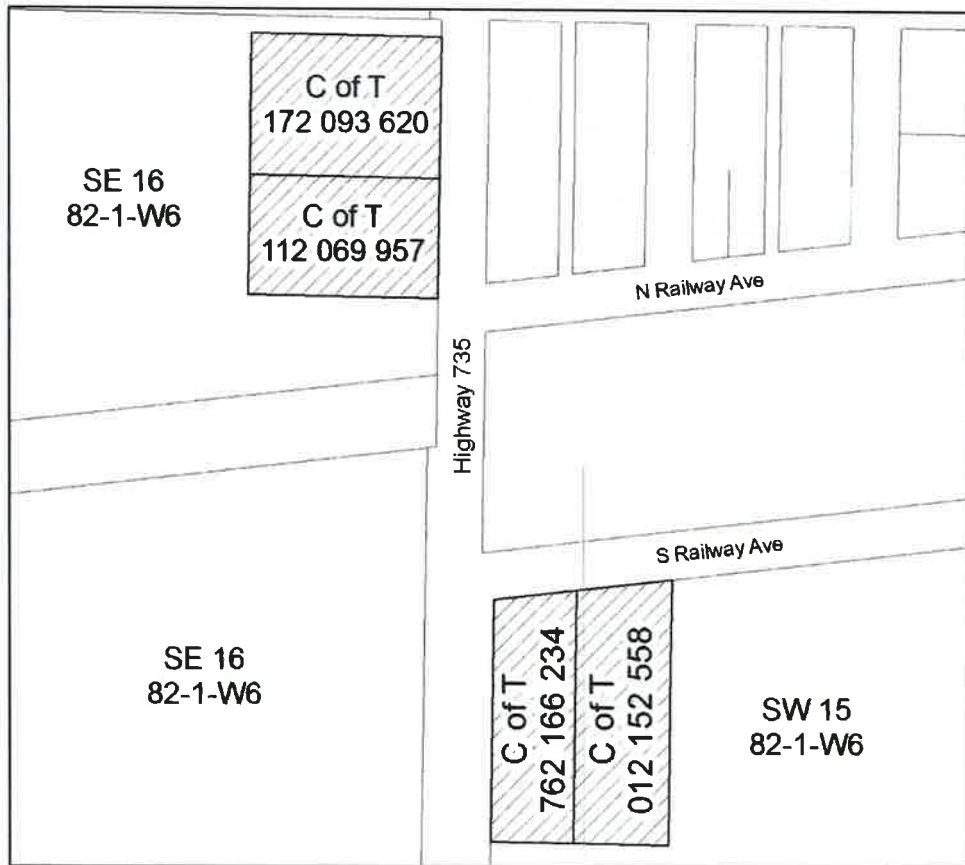 C of T
172 093 620
SE 16
82-1-W6
C of T
112 069 957
N Railway Ave
Highway 735
S Railway Ave
SE 16
82-1-W6
C of T
762 166 234
C of T
012 152 558
SW 15
82-1-W6